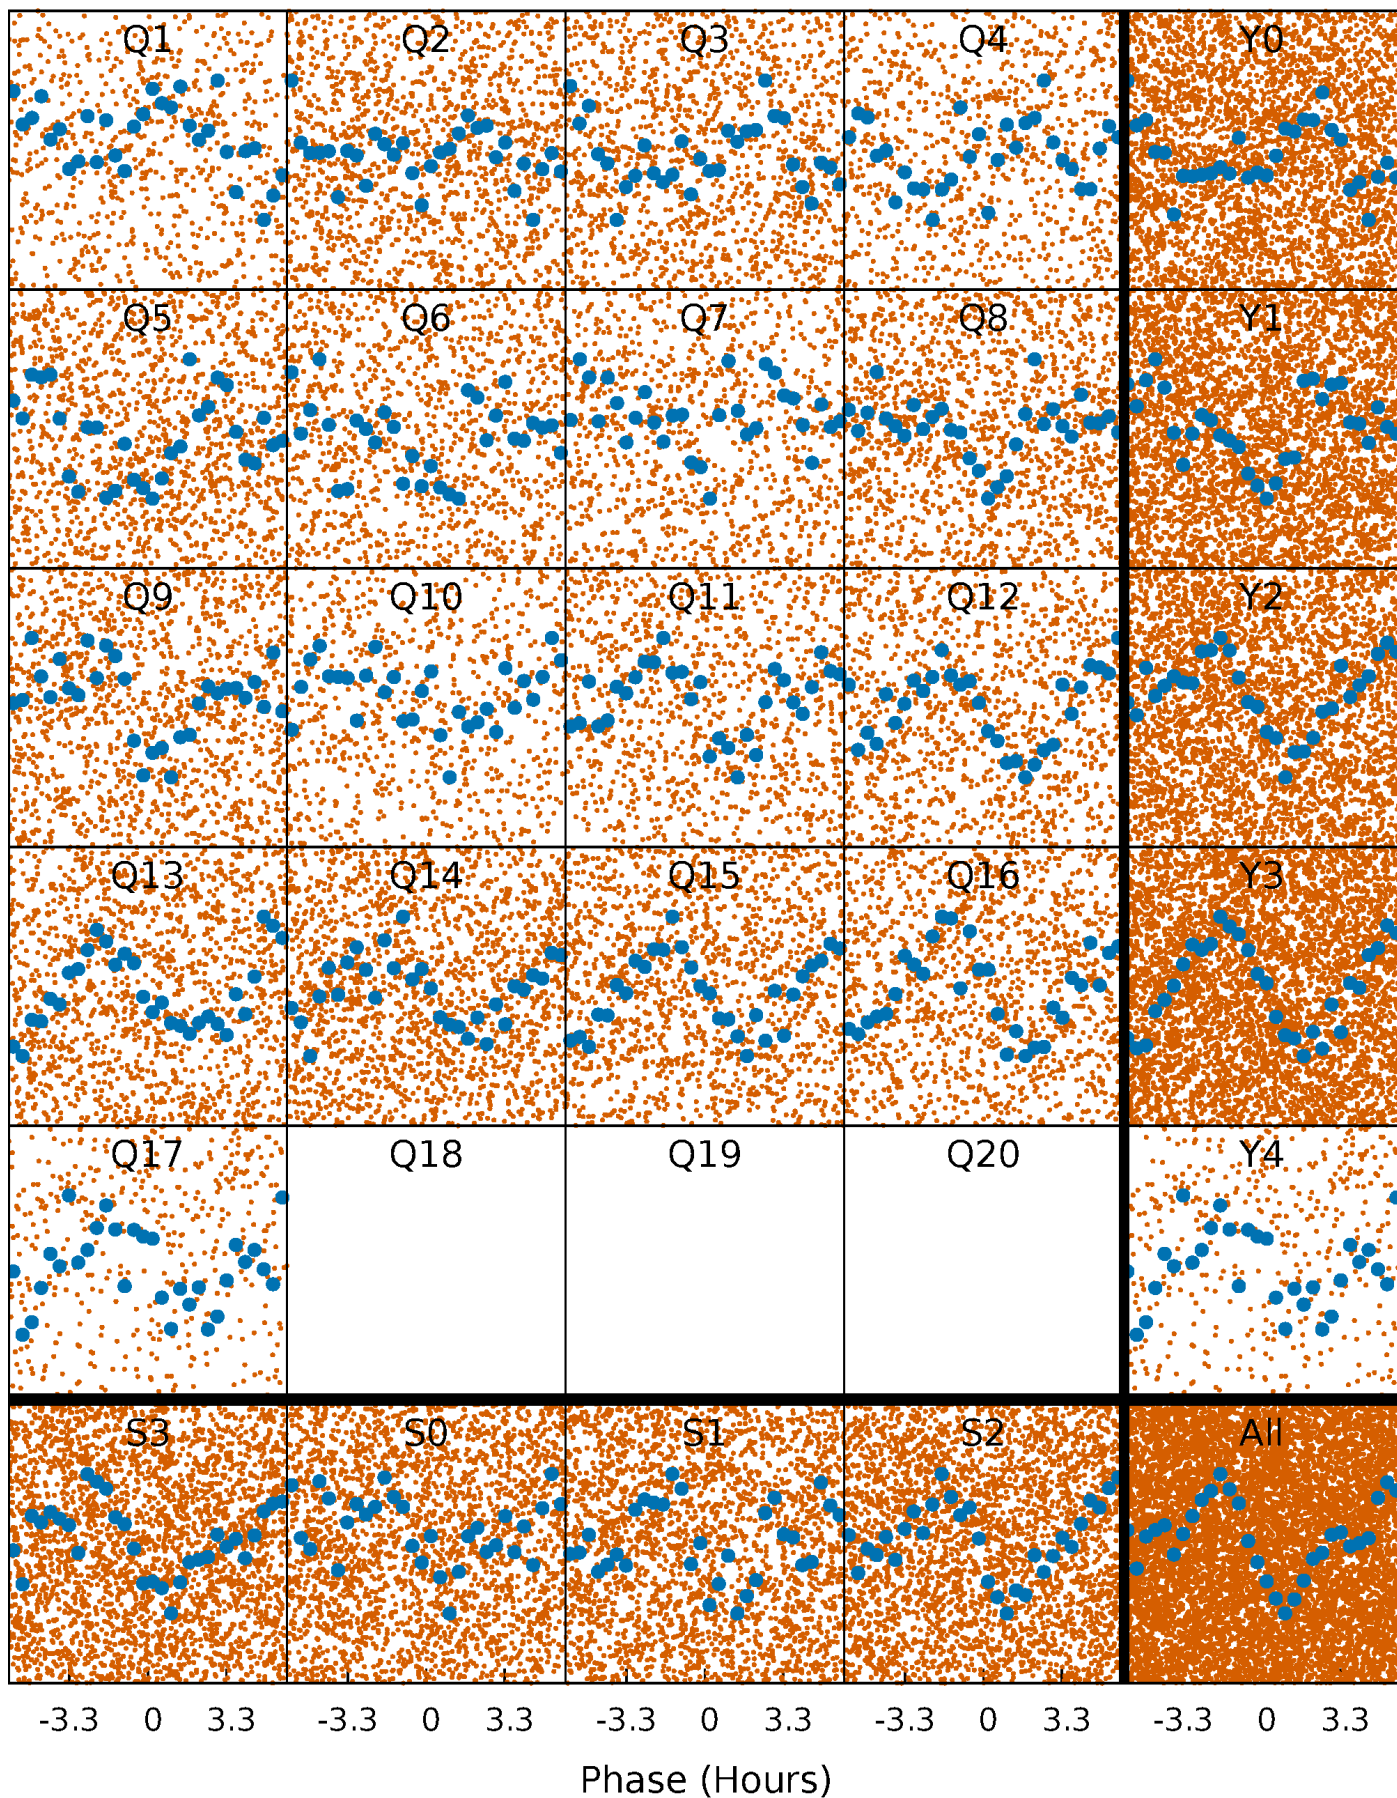 Q1 Q2 Q3 Q4 Y0
Q5 Q6 Q7 Q8 Y1
Q9 Q10 Q11 Q12 Y2
Q13 Q14 Q15 Q16 Y3
Q17 Q18 Q19 Q20 Y4
S3 S0 S1 S2 All
-3.3 0 3.3 -3.3 0 3.3 -3.3 0 3.3 -3.3 0 3.3 -3.3 0 3.3
Phase (Hours)